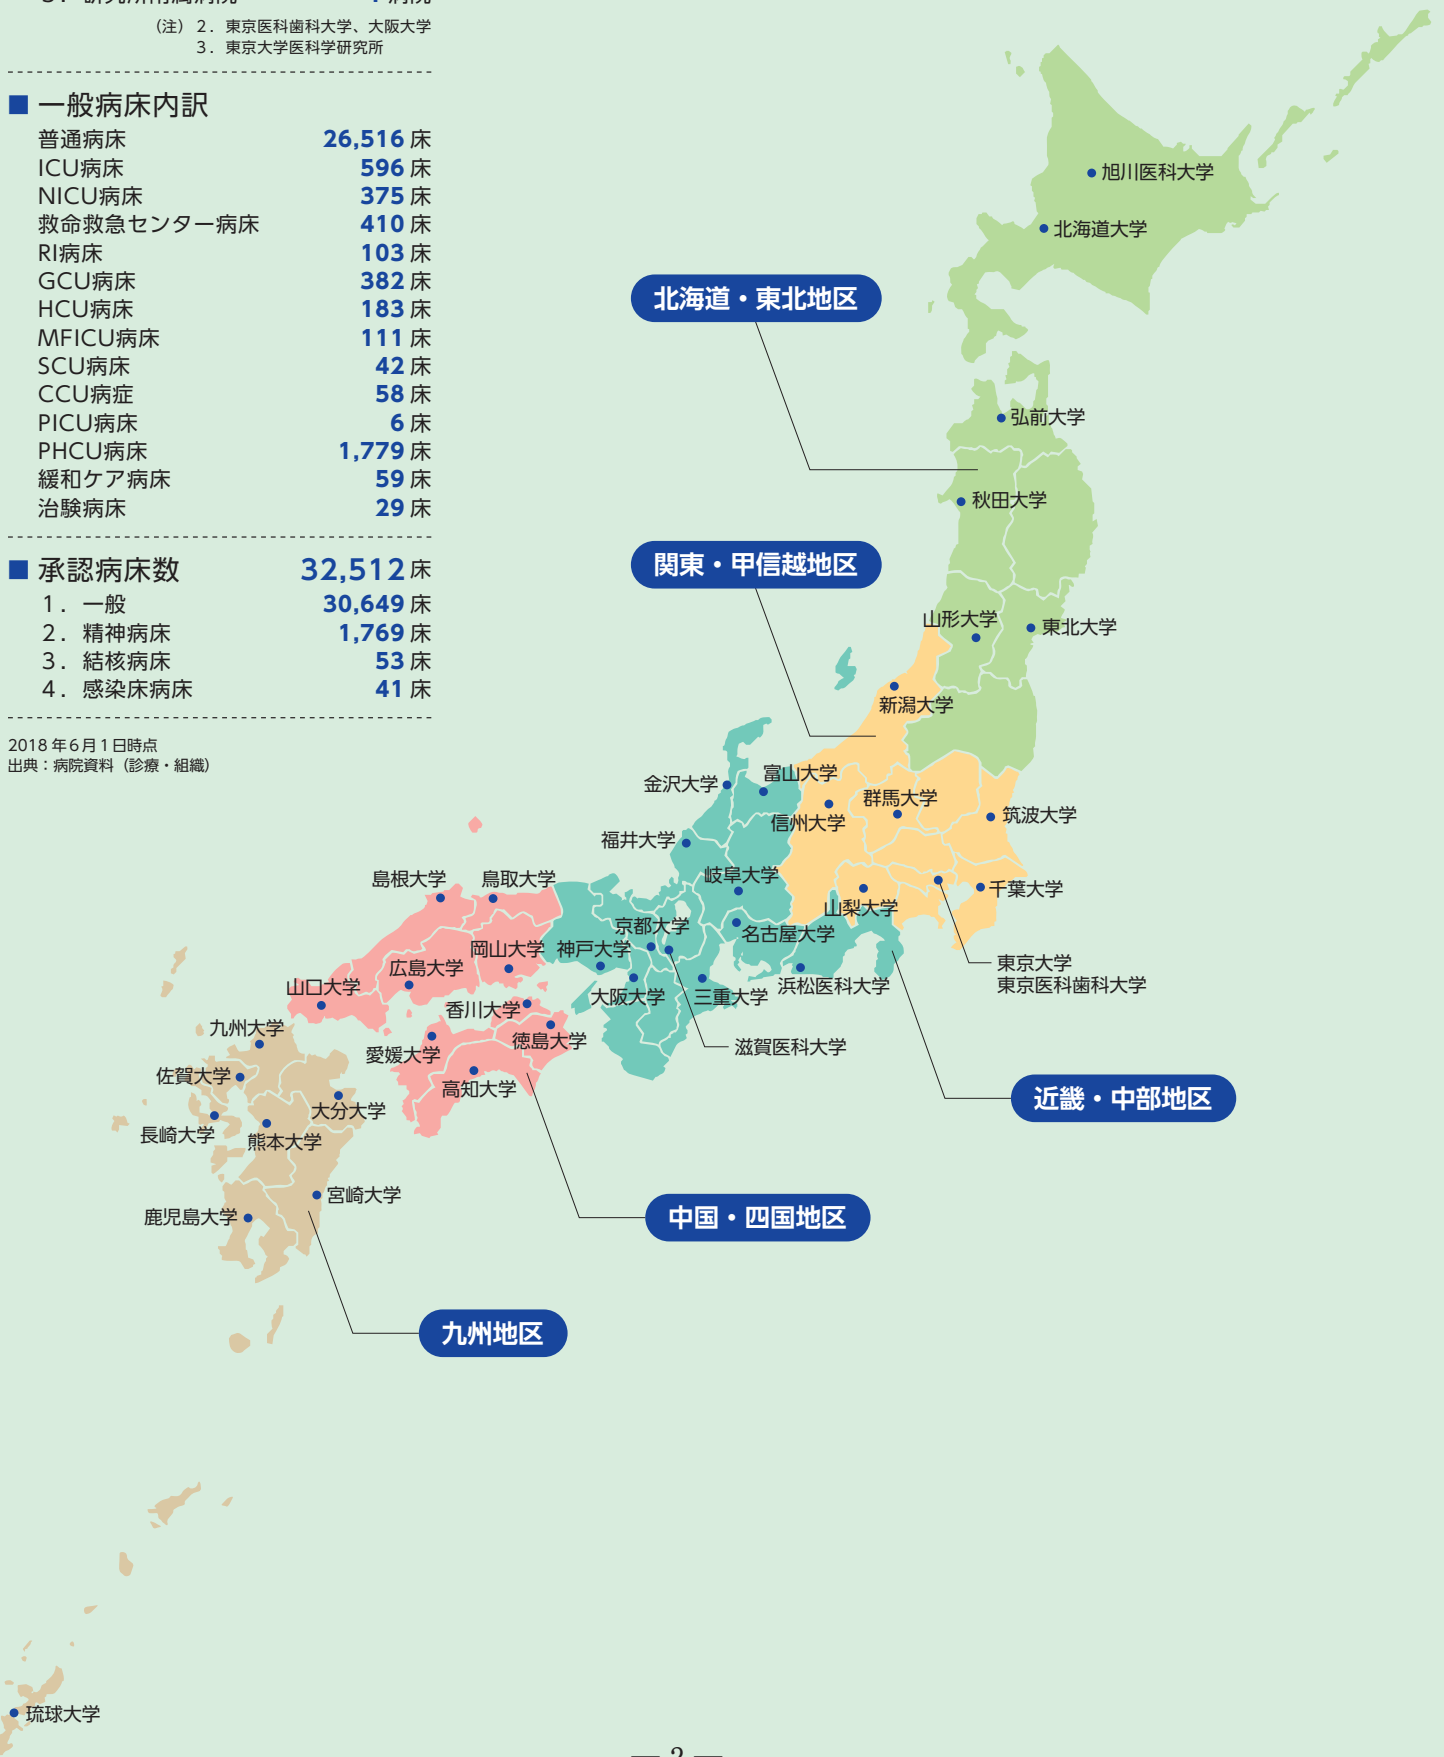 (注) 2. 東京医科歯科大学、大阪大学
3. 東京大学医科学研究所
■ 一般病床内訳
普通病床 26,516 床
ICU病床 596 床
NICU病床 375 床
救命救急センター病床 410 床
RI病床 103 床
GCU病床 382 床
HCU病床 183 床
MFICU病床 111 床
SCU病床 42 床
CCU病症 58 床
PICU病床 6 床
PHCU病床 1,779 床
緩和ケア病床 59 床
治験病床 29 床
■ 承認病床数 32,512 床
1. 一般 30,649 床
2. 精神病床 1,769 床
3. 結核病床 53 床
4. 感染床病床 41 床
2018年6月1日時点
出典：病院資料（診療・組織）
旭川医科大学
北海道大学
北海道・東北地区
弘前大学
秋田大学
関東・甲信越地区
山形大学
東北大学
新潟大学
金沢大学
富山大学
群馬大学
筑波大学
信州大学
福井大学
島根大学
鳥取大学
岐阜大学
千葉大学
山梨大学
京都大学
名古屋大学
岡山大学
神戸大学
広島大学
東京大学
東京医科歯科大学
山口大学
大阪大学
三重大学
浜松医科大学
香川大学
九州大学
徳島大学
愛媛大学
滋賀医科大学
佐賀大学
高知大学
近畿・中部地区
大分大学
長崎大学
熊本大学
宮崎大学
鹿児島大学
中国・四国地区
九州地区
琉球大学
— 2 —